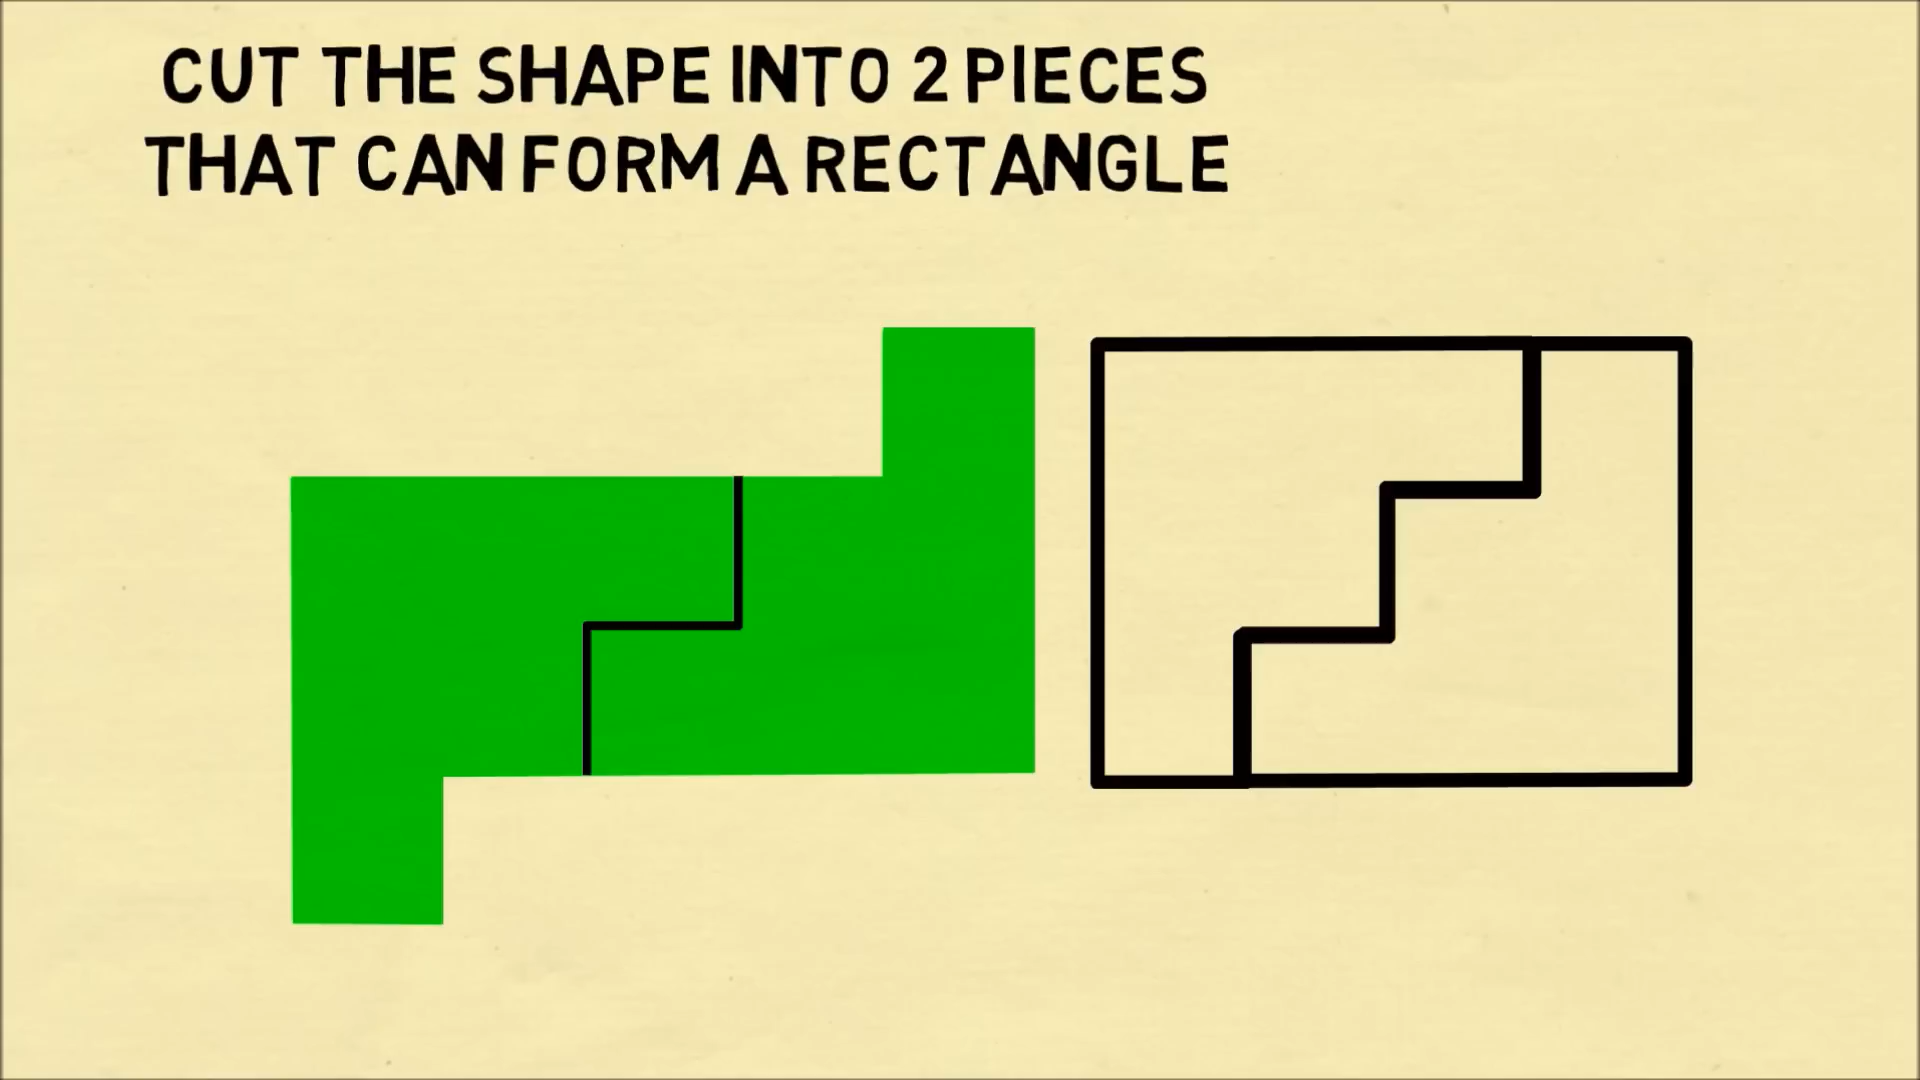 CUT THE SHAPE INTO 2 PIECES
THAT CAN FORM A RECTANGLE